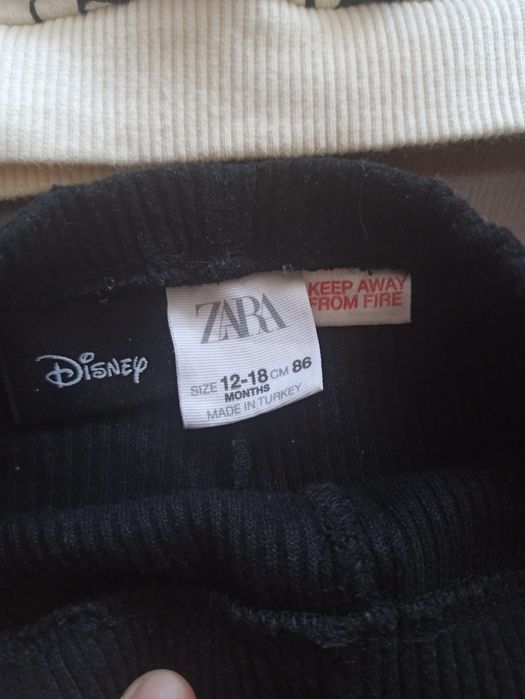 ZARA
KEEP AWAY
FROM FIRE
Disney
SIZE 12-18 CM 86
MONTHS
MADE IN TURKEY